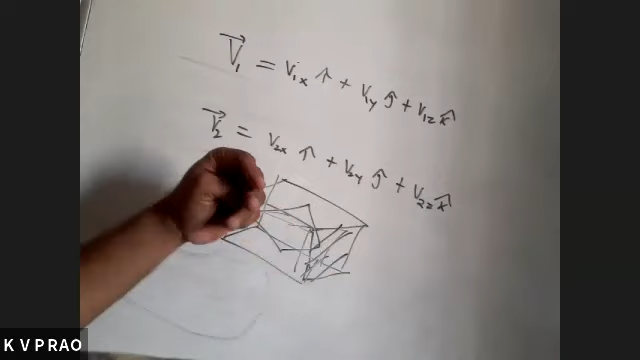 V⃗₁ = V₁ₓ î + V₁ᵧ ĵ + V₁z k̂
V⃗₂ = V₂ₓ î + V₂ᵧ ĵ + V₂z k̂
K V P RAO